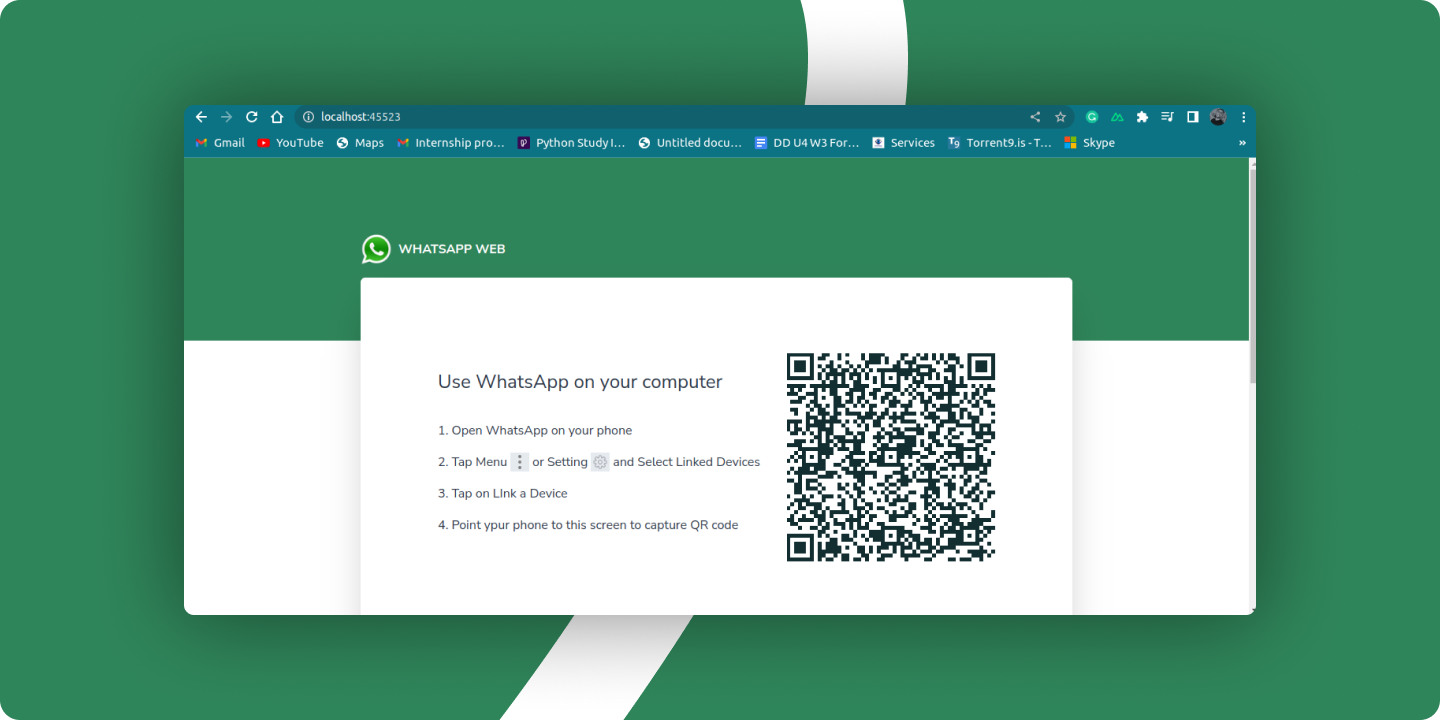 localhost:45523
Gmail YouTube Maps Internship pro... Python Study I... Untitled docu... DD U4 W3 For... Services Torrent9.is - T... Skype »
WHATSAPP WEB
Use WhatsApp on your computer
1. Open WhatsApp on your phone
2. Tap Menu or Setting and Select Linked Devices
3. Tap on LInk a Device
4. Point ypur phone to this screen to capture QR code